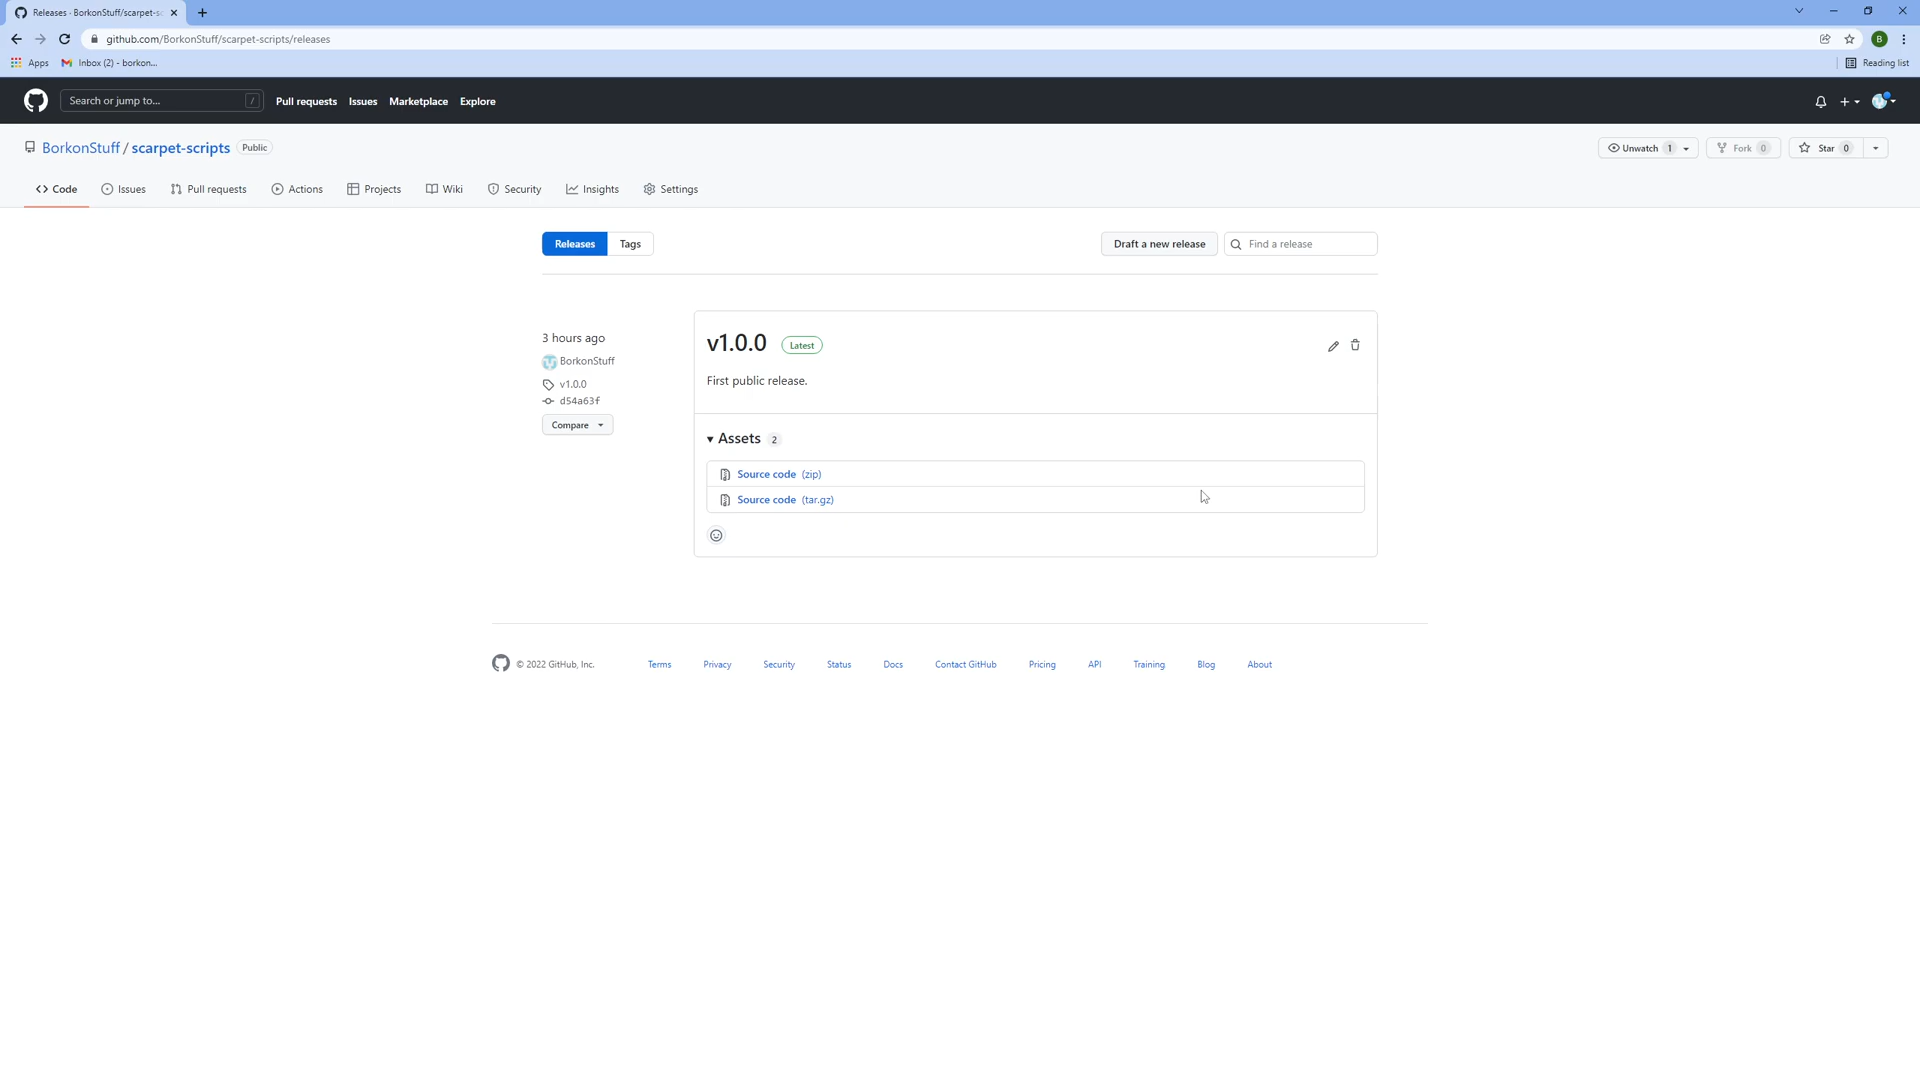 Releases · BorkonStuff/scarpet-sc
github.com/BorkonStuff/scarpet-scripts/releases
B
Apps
Inbox (2) - borkon...
Reading list
Search or jump to...
/
Pull requests
Issues
Marketplace
Explore
BorkonStuff / scarpet-scripts
Public
Unwatch 1
Fork 0
Star 0
Code
Issues
Pull requests
Actions
Projects
Wiki
Security
Insights
Settings
Releases
Tags
Draft a new release
Find a release
3 hours ago
BorkonStuff
v1.0.0
d54a63f
Compare
v1.0.0
Latest
First public release.
Assets 2
Source code (zip)
Source code (tar.gz)
© 2022 GitHub, Inc.
Terms
Privacy
Security
Status
Docs
Contact GitHub
Pricing
API
Training
Blog
About